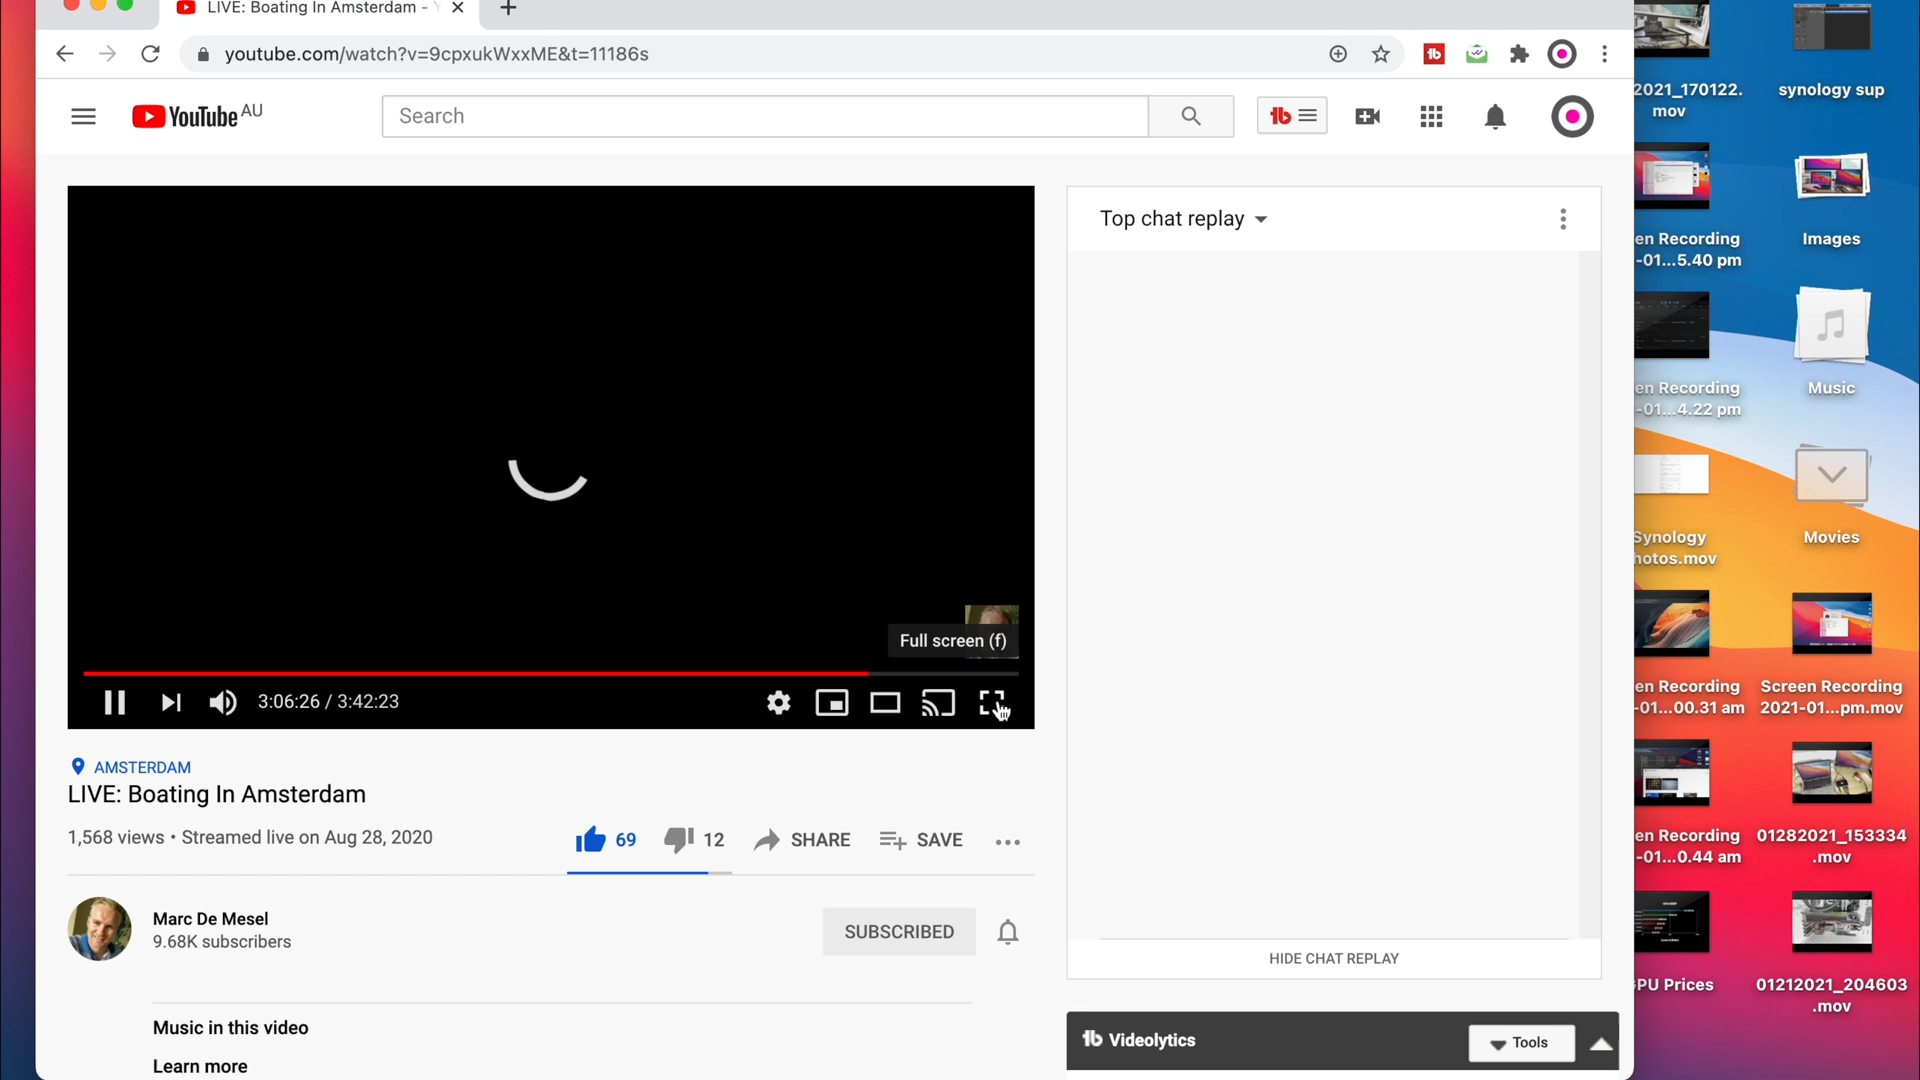 LIVE: Boating In Amsterdam -
youtube.com/watch?v=9cpxukWxxME&t=11186s
YouTube AU
Search
Top chat replay
Full screen (f)
3:06:26 / 3:42:23
AMSTERDAM
LIVE: Boating In Amsterdam
1,568 views • Streamed live on Aug 28, 2020
69
12
SHARE
SAVE
Marc De Mesel
9.68K subscribers
SUBSCRIBED
Music in this video
Learn more
HIDE CHAT REPLAY
Videolytics
Tools
2021_170122.
mov
synology sup
en Recording
-01...5.40 pm
Images
en Recording
-01...4.22 pm
Music
Synology
hotos.mov
Movies
en Recording
-01...00.31 am
Screen Recording
2021-01...pm.mov
en Recording
-01...0.44 am
01282021_153334
.mov
PU Prices
01212021_204603
.mov